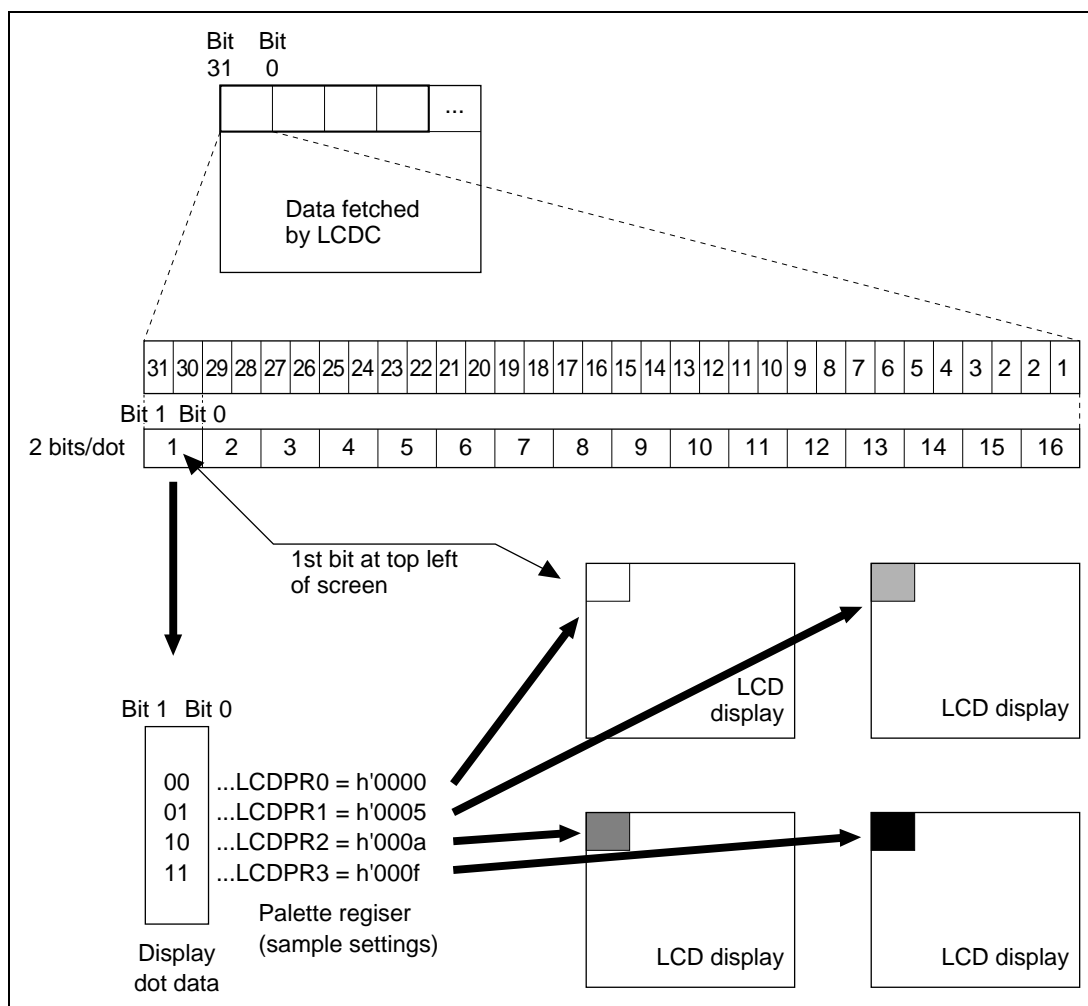 Bit Bit
31 0
...
Data fetched
by LCDC
31 30 29 28 27 26 25 24 23 22 21 20 19 18 17 16 15 14 13 12 11 10 9 8 7 6 5 4 3 2 2 1
Bit 1 Bit 0
2 bits/dot 1 2 3 4 5 6 7 8 9 10 11 12 13 14 15 16
1st bit at top left
of screen
LCD
display
LCD display
Bit 1 Bit 0
00 ...LCDPR0 = h'0000
01 ...LCDPR1 = h'0005
10 ...LCDPR2 = h'000a
11 ...LCDPR3 = h'000f
Palette regiser
(sample settings)
Display
dot data
LCD display
LCD display